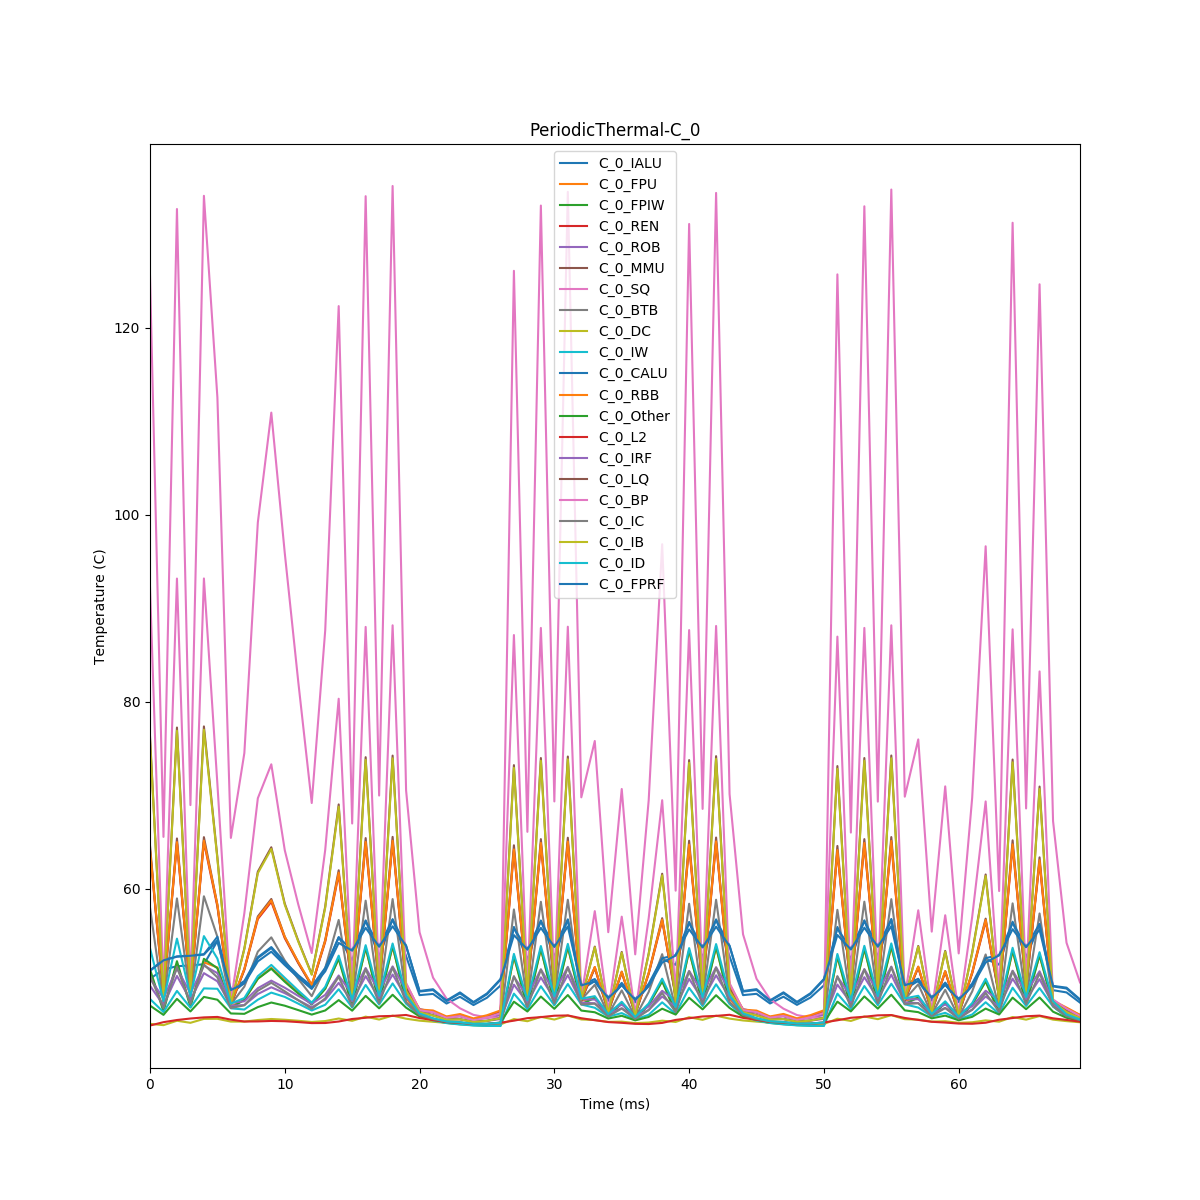 PeriodicThermal-C_0
C_0_IALU
C_0_FPU
C_0_FPIW
C_0_REN
C_0_ROB
C_0_MMU
C_0_SQ
C_0_BTB
C_0_DC
C_0_IW
C_0_CALU
C_0_RBB
C_0_Other
C_0_L2
C_0_IRF
C_0_LQ
C_0_BP
C_0_IC
C_0_IB
C_0_ID
C_0_FPRF
Temperature (C)
120
100
80
60
0 10 20 30 40 50 60
Time (ms)